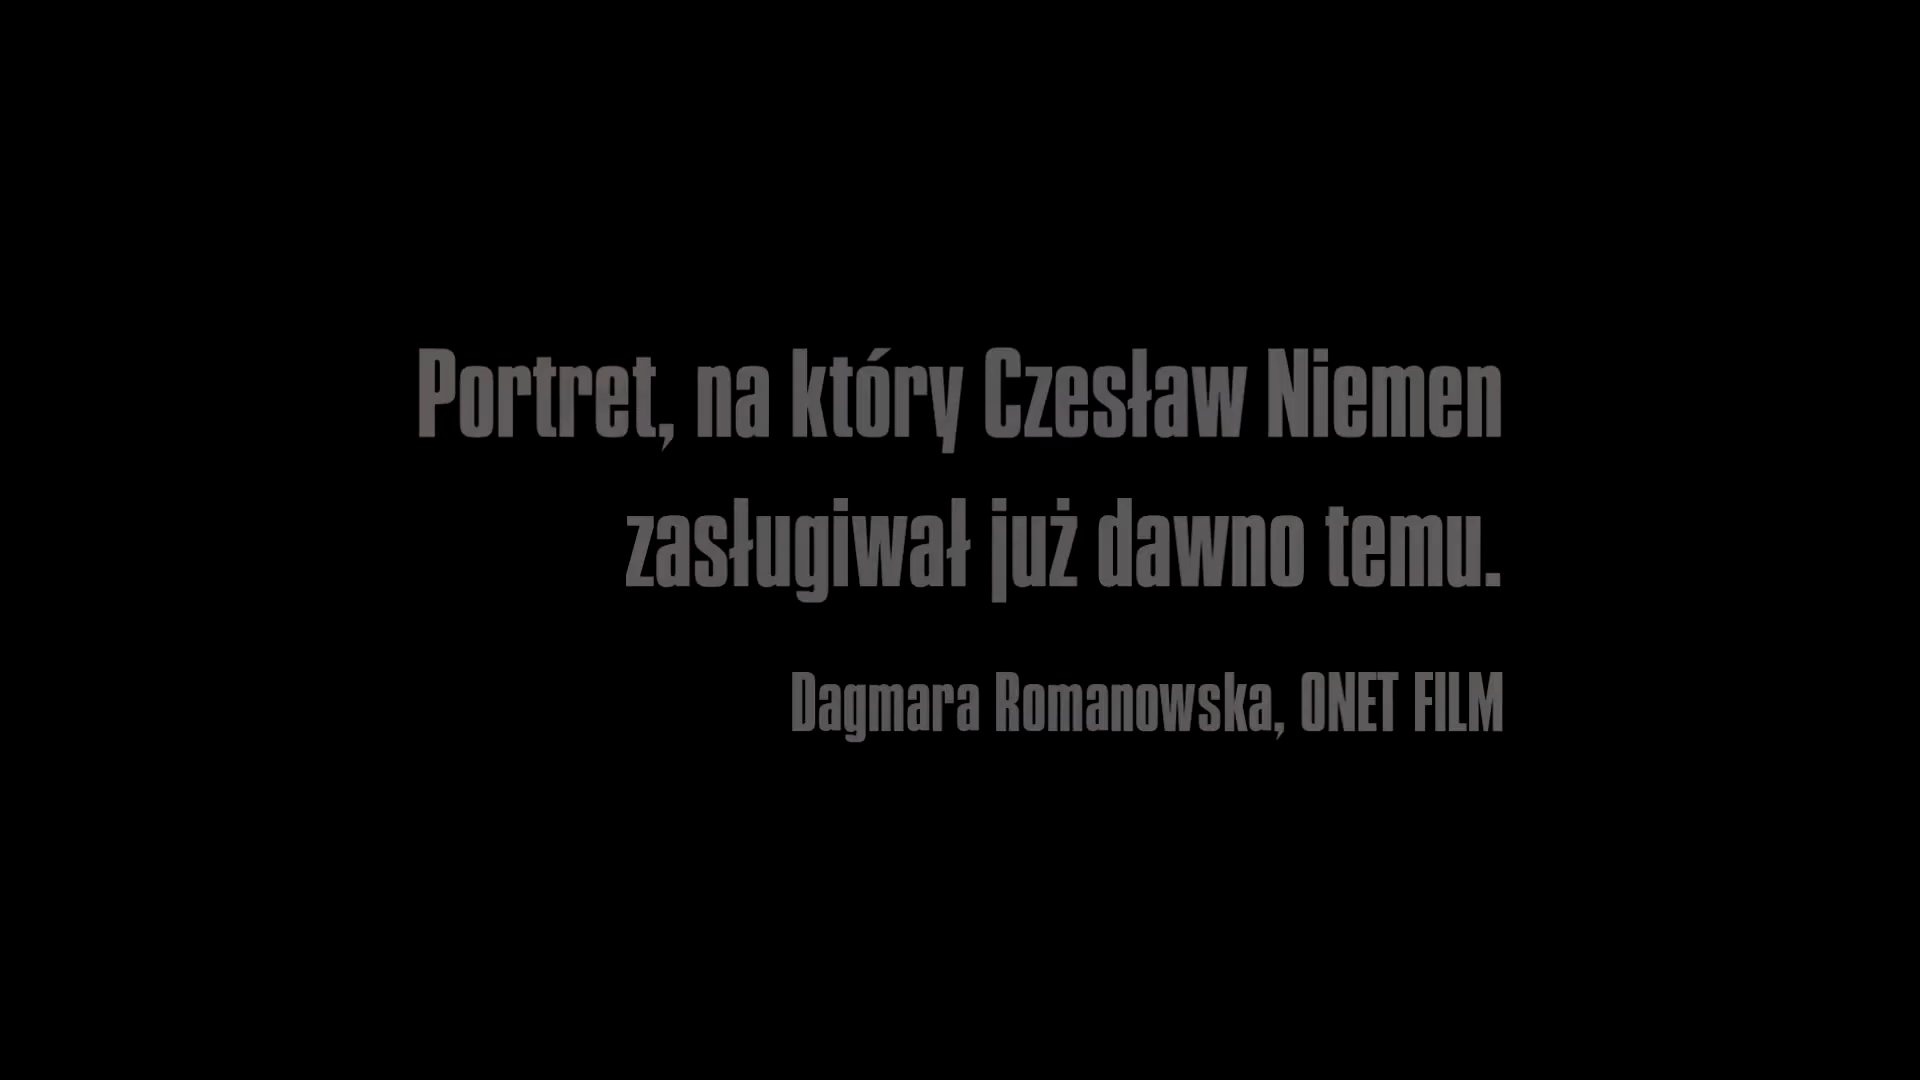 Portret, na który Czesław Niemen
zasługiwał już dawno temu.
Dagmara Romanowska, ONET FILM